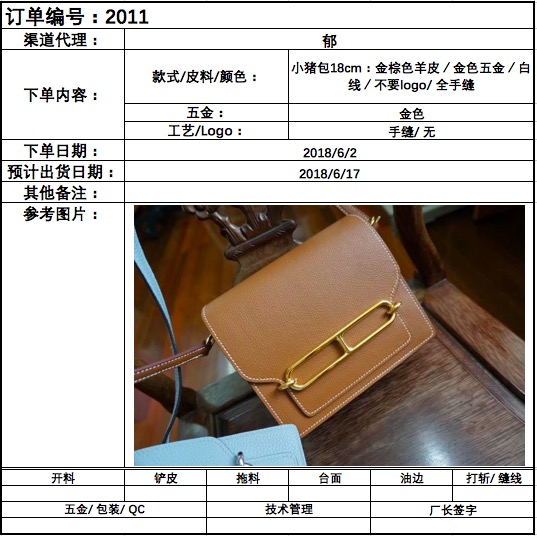 订单编号：2011
渠道代理：
郁
下单内容：
款式/皮料/颜色：
小猪包18cm：金棕色羊皮 / 金色五金 / 白
线 / 不要logo/ 全手缝
五金：
金色
工艺/Logo：
手缝/ 无
下单日期：
2018/6/2
预计出货日期：
2018/6/17
其他备注：
参考图片：
开料
铲皮
拖料
台面
油边
打斩/ 缝线
五金/ 包装/ QC
技术管理
厂长签字